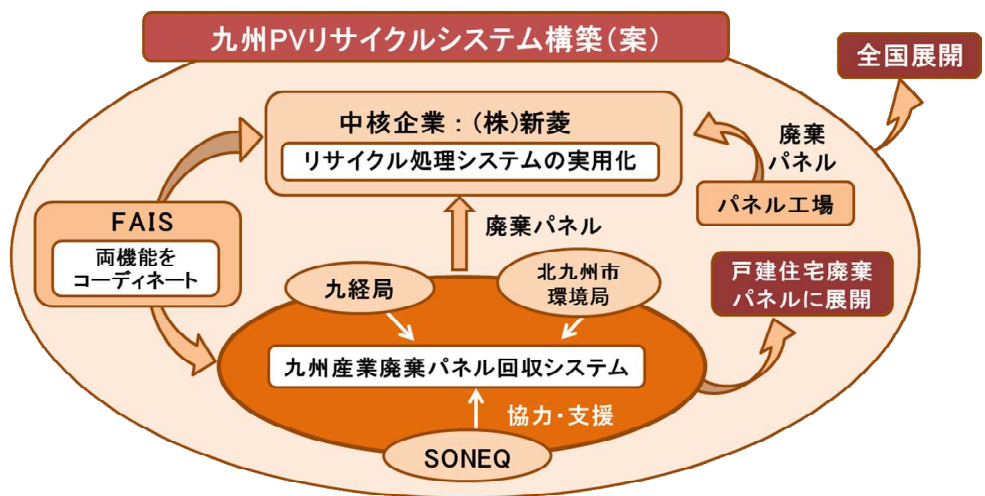 九州PVリサイクルシステム構築(案)
全国展開
中核企業：(株)新菱
リサイクル処理システムの実用化
廃棄
パネル
パネル工場
FAIS
両機能を
コーディネート
廃棄パネル
九経局
北九州市
環境局
戸建住宅廃棄
パネルに展開
九州産業廃棄パネル回収システム
協力・支援
SONEQ